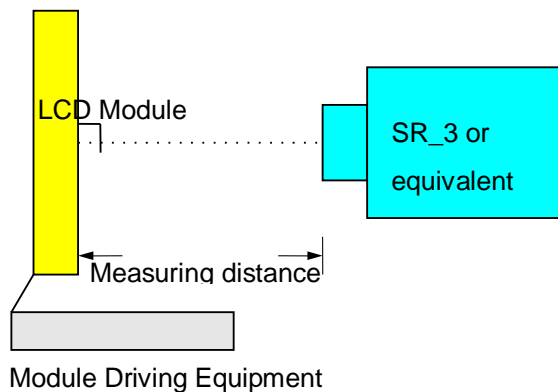 LCD Module
SR_3 or
equivalent
Measuring distance
Module Driving Equipment